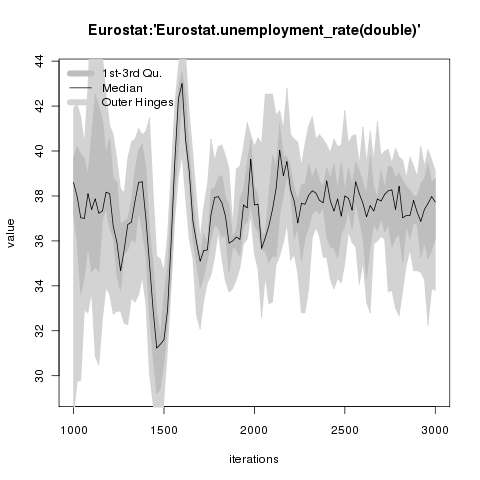 Eurostat:'Eurostat.unemployment_rate(double)'
1st-3rd Qu.
Median
Outer Hinges
value
44
42
40
38
36
34
32
30
1000
1500
2000
2500
3000
iterations